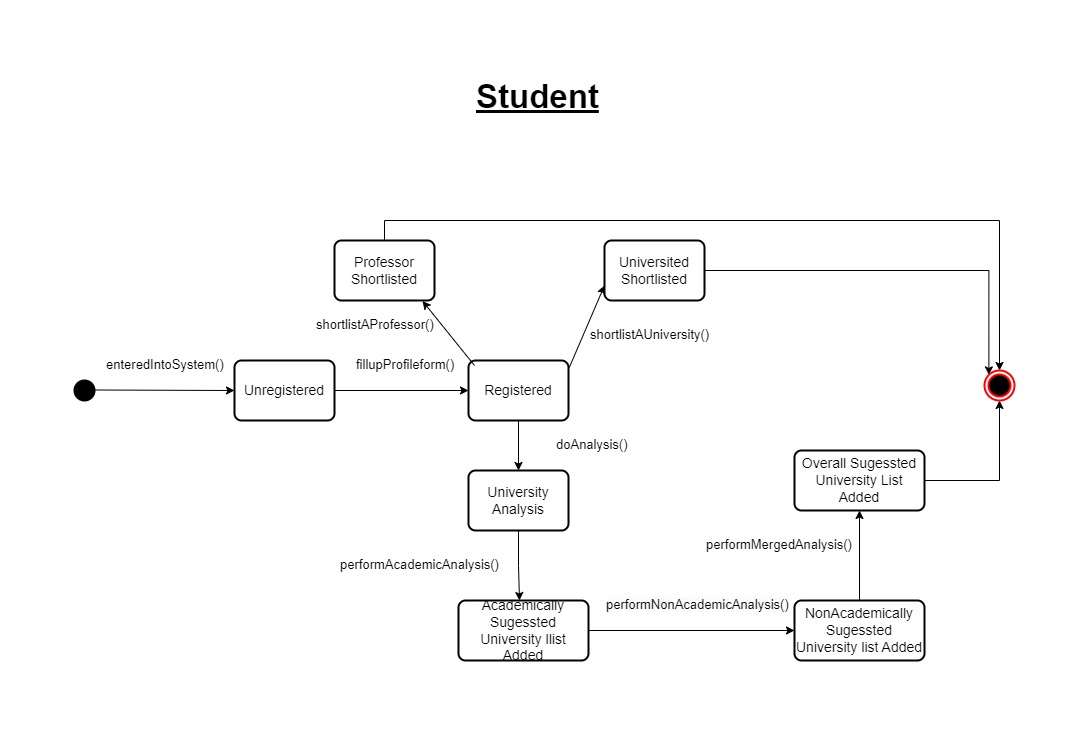 Student
Professor
Shortlisted
Universited
Shortlisted
shortlistAProfessor()
shortlistAUniversity()
enteredIntoSystem()
fillupProfileform()
Unregistered
Registered
doAnalysis()
University
Analysis
Overall Sugessted
University List
Added
performAcademicAnalysis()
performMergedAnalysis()
Academically
Sugessted
University llist
Added
performNonAcademicAnalysis()
NonAcademically
Sugessted
University list Added